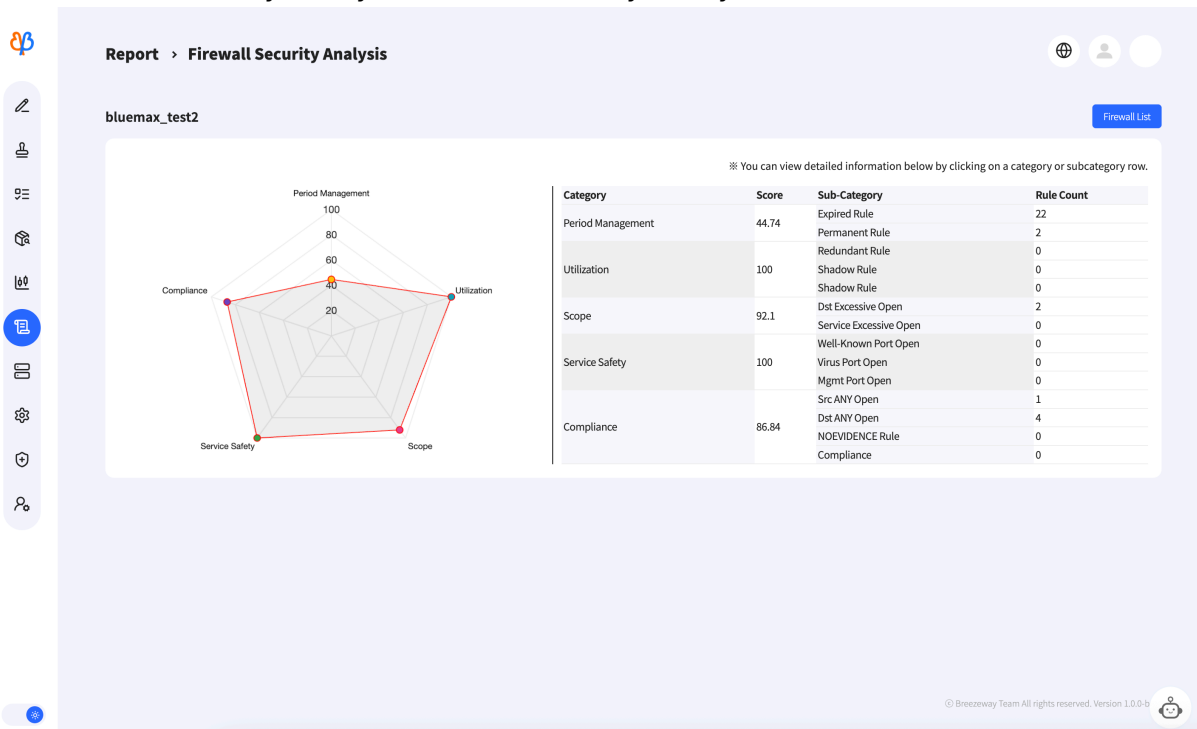 Report › Firewall Security Analysis
bluemax_test2
Firewall List
※ You can view detailed information below by clicking on a category or subcategory row.
Period Management
100
80
60
40
20
Compliance
Utilization
Service Safety
Scope
Category Score Sub-Category Rule Count
Period Management 44.74 Expired Rule 22
Permanent Rule 2
Redundant Rule 0
Utilization 100 Shadow Rule 0
Shadow Rule 0
Scope 92.1 Dst Excessive Open 2
Service Excessive Open 0
Well-Known Port Open 0
Service Safety 100 Virus Port Open 0
Mgmt Port Open 0
Src ANY Open 1
Compliance 86.84 Dst ANY Open 4
NOEVIDENCE Rule 0
Compliance 0
ⓒ Breezeway Team All rights reserved. Version 1.0.0-b